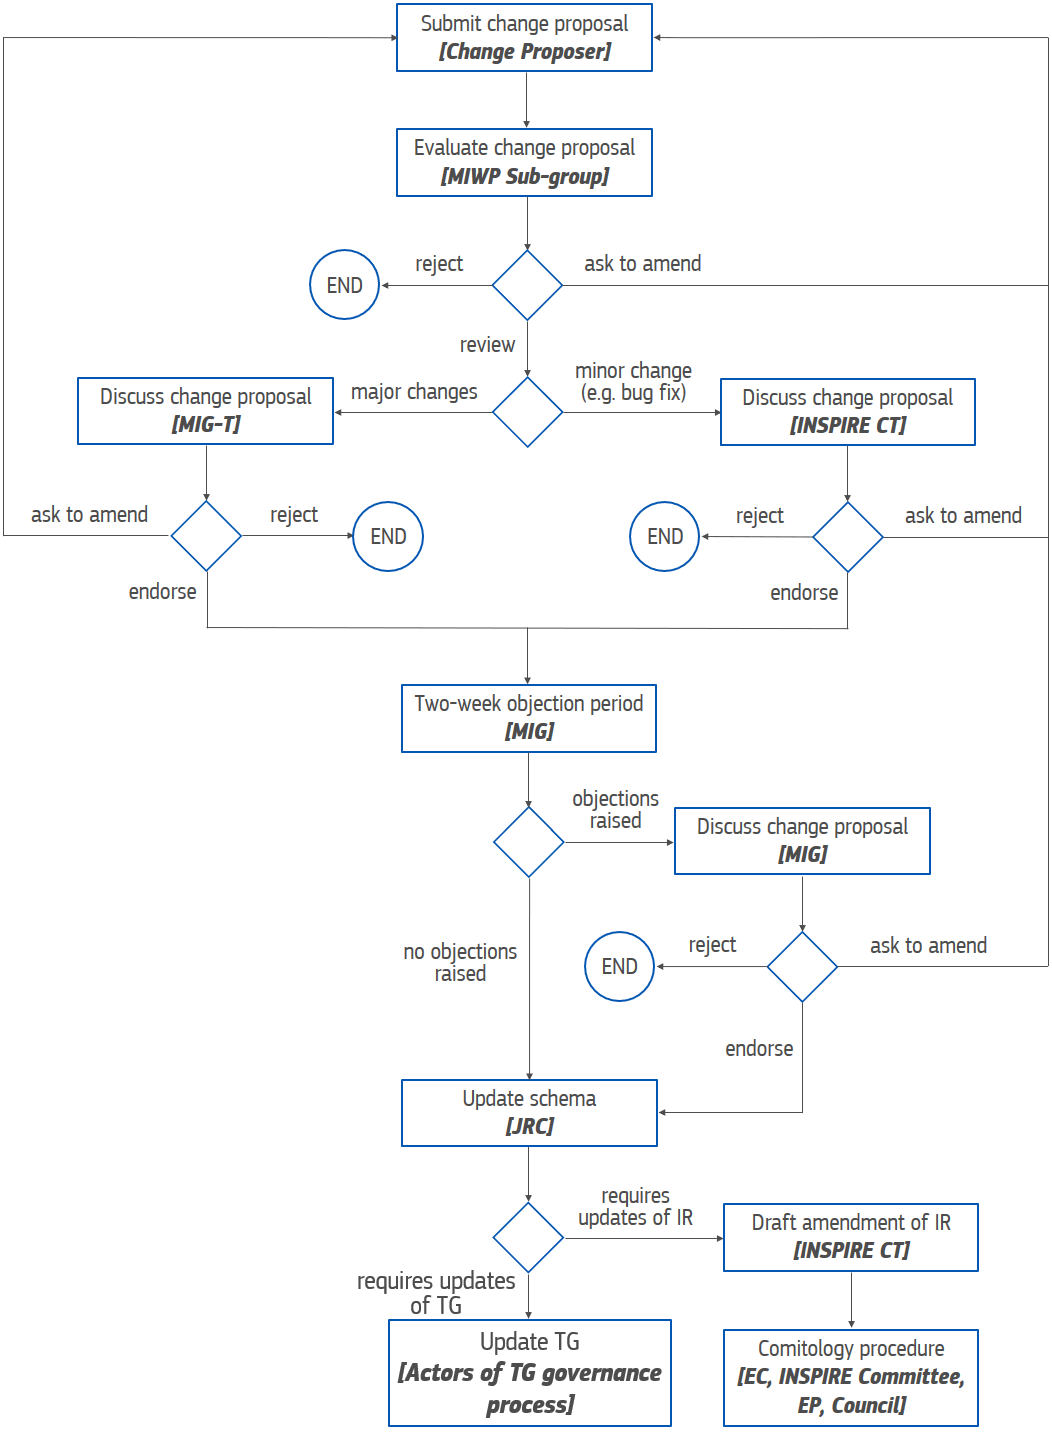 Submit change proposal
[Change Proposer]
Evaluate change proposal
[MIWP Sub-group]
END
reject
ask to amend
review
major changes
minor change
(e.g. bug fix)
Discuss change proposal
[MIG-T]
Discuss change proposal
[INSPIRE CT]
ask to amend
reject
END
END
reject
ask to amend
endorse
endorse
Two-week objection period
[MIG]
objections
raised
Discuss change proposal
[MIG]
no objections
raised
END
reject
ask to amend
endorse
Update schema
[JRC]
requires
updates of IR
Draft amendment of IR
[INSPIRE CT]
requires updates
of TG
Update TG
[Actors of TG governance
process]
Comitology procedure
[EC, INSPIRE Committee,
EP, Council]